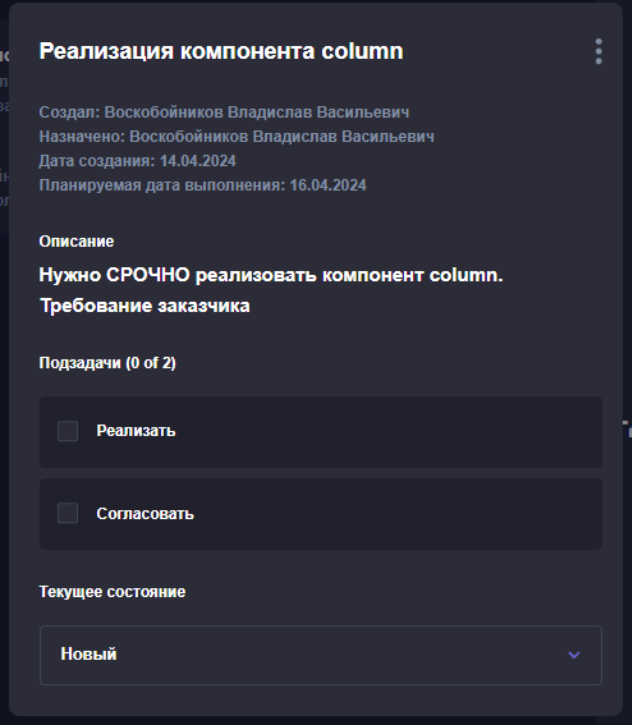 Реализация компонента column
Создал: Воскобойников Владислав Васильевич
Назначено: Воскобойников Владислав Васильевич
Дата создания: 14.04.2024
Планируемая дата выполнения: 16.04.2024
Описание
Нужно СРОЧНО реализовать компонент column.
Требование заказчика
Подзадачи (0 of 2)
Реализать
Согласовать
Текущее состояние
Новый